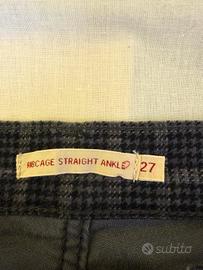 RIBCAGE STRAIGHT ANKLE 27
subito